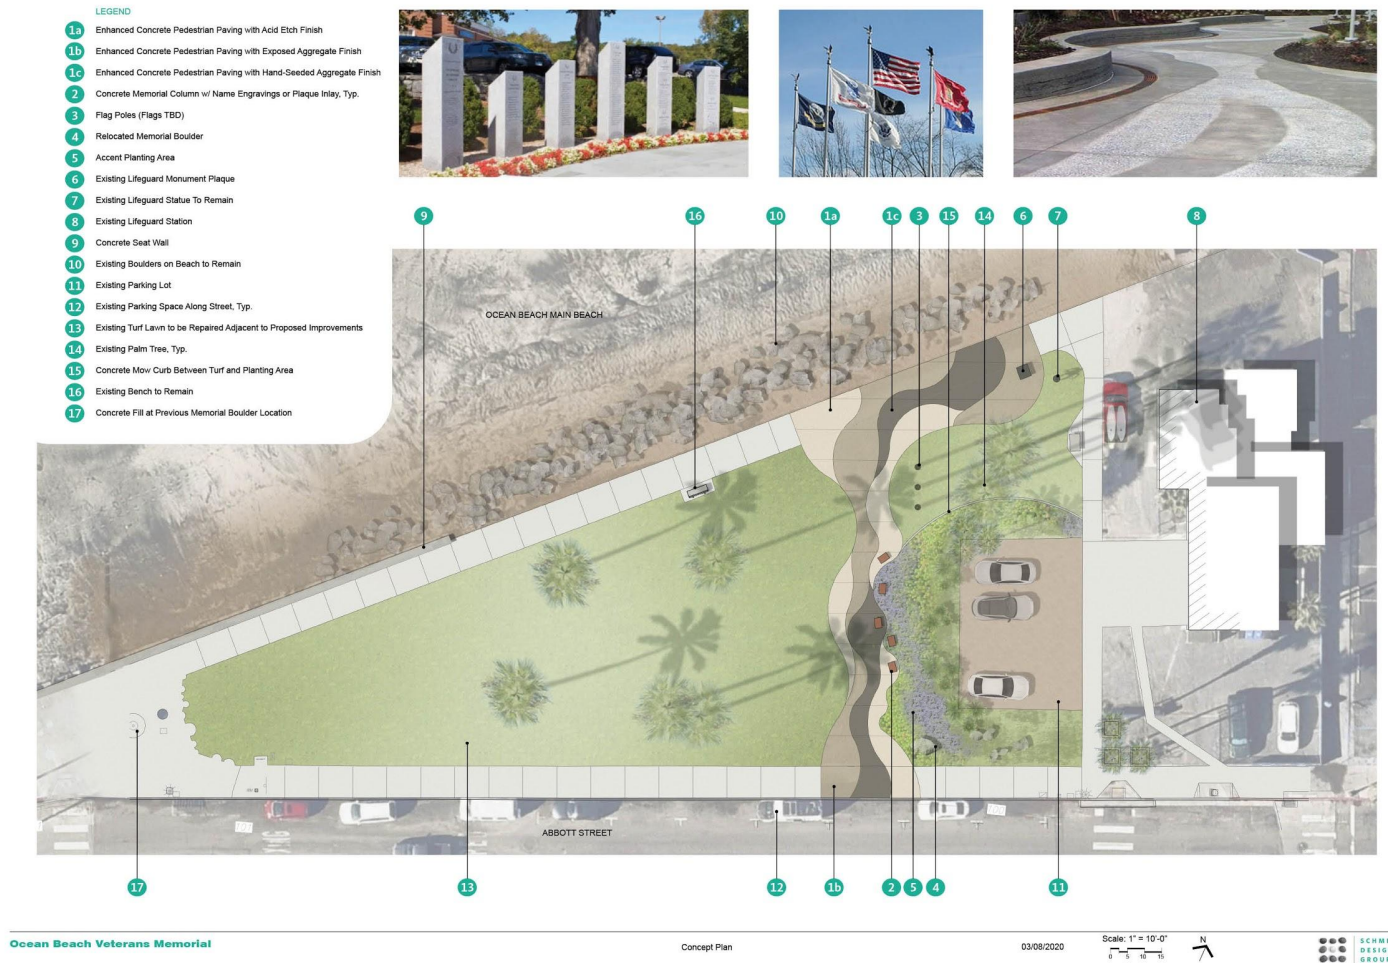 LEGEND
1a Enhanced Concrete Pedestrian Paving with Acid Etch Finish
1b Enhanced Concrete Pedestrian Paving with Exposed Aggregate Finish
1c Enhanced Concrete Pedestrian Paving with Hand-Seeded Aggregate Finish
2 Concrete Memorial Column w/ Name Engravings or Plaque Inlay, Typ.
3 Flag Poles (Flags TBD)
4 Relocated Memorial Boulder
5 Accent Planting Area
6 Existing Lifeguard Monument Plaque
7 Existing Lifeguard Statue To Remain
8 Existing Lifeguard Station
9 Concrete Seat Wall
10 Existing Boulders on Beach to Remain
11 Existing Parking Lot
12 Existing Parking Space Along Street, Typ.
13 Existing Turf Lawn to be Repaired Adjacent to Proposed Improvements
14 Existing Palm Tree, Typ.
15 Concrete Mow Curb Between Turf and Planting Area
16 Existing Bench to Remain
17 Concrete Fill at Previous Memorial Boulder Location
9 16 10 1a 1c 3 15 14 6 7 8
OCEAN BEACH MAIN BEACH
ABBOTT STREET
17 13 12 1b 2 5 4 11
Ocean Beach Veterans Memorial
Concept Plan
03/08/2020
Scale: 1" = 10'-0"
0 5 10 15
N
SCHMI
DESIG
GROU